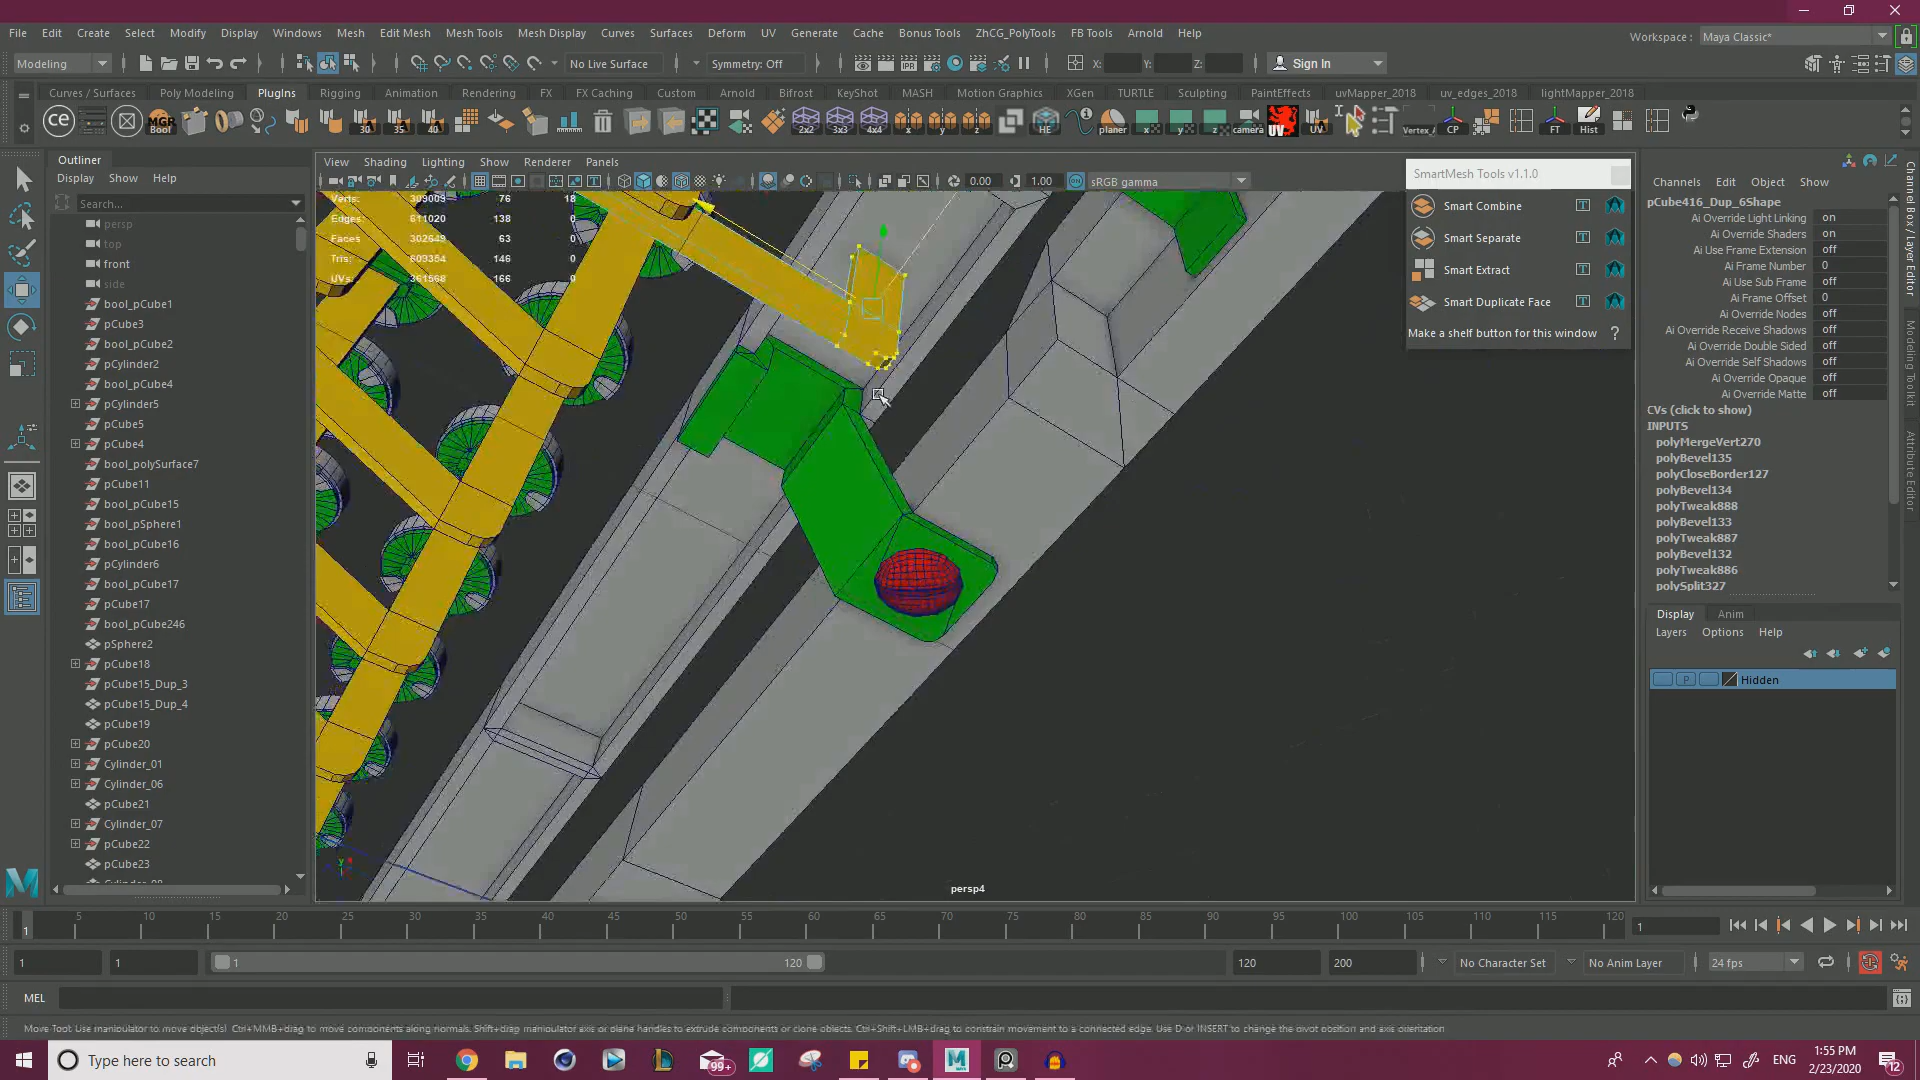 File Edit Create Select Modify Display Windows Mesh Edit Mesh Mesh Tools Mesh Display Curves Surfaces Deform UV Generate Cache Bonus Tools ZhCG_PolyTools FB Tools Arnold Help
Workspace : Maya Classic*
Modeling No Live Surface Symmetry: Off X: Y: Z: Sign In
Curves / Surfaces Poly Modeling PlugIns Rigging Animation Rendering FX FX Caching Custom Arnold Bifrost KeyShot MASH Motion Graphics XGen TURTLE Sculpting PaintEffects uvMapper_2018 uv_edges_2018 lightMapper_2018
Outliner
Display Show Help
Search...
persp
top
front
side
bool_pCube1
pCube3
bool_pCube2
pCylinder2
bool_pCube4
pCylinder5
pCube5
pCube4
bool_polySurface7
pCube11
bool_pCube15
bool_pSphere1
bool_pCube16
pCylinder6
bool_pCube17
pCube17
bool_pCube246
pSphere2
pCube18
pCube15_Dup_3
pCube15_Dup_4
pCube19
pCube20
Cylinder_01
Cylinder_06
pCube21
Cylinder_07
pCube22
pCube23
View Shading Lighting Show Renderer Panels
0.00 1.00 sRGB gamma
Verts: 309009 76 18
Edges: 611020 138 0
Faces 302649 63 0
Tris: 609354 146 0
UVs: 361568 166 0
persp4
SmartMesh Tools v1.1.0
Smart Combine
Smart Separate
Smart Extract
Smart Duplicate Face
Make a shelf button for this window ?
Channels Edit Object Show
pCube416_Dup_6Shape
Ai Override Light Linking on
Ai Override Shaders on
Ai Use Frame Extension off
Ai Frame Number 0
Ai Use Sub Frame off
Ai Frame Offset 0
Ai Override Nodes off
Ai Override Receive Shadows off
Ai Override Double Sided off
Ai Override Self Shadows off
Ai Override Opaque off
Ai Override Matte off
CVs (click to show)
INPUTS
polyMergeVert270
polyBevel135
polyCloseBorder127
polyBevel134
polyTweak888
polyBevel133
polyTweak887
polyBevel132
polyTweak886
polySplit327
Display Anim
Layers Options Help
P Hidden
Channel Box / Layer Editor
Modeling Toolkit
Attribute Editor
5 10 15 20 25 30 35 40 45 50 55 60 65 70 75 80 85 90 95 100 105 110 115 120
1 1
1 1 1 120 120 200 No Character Set No Anim Layer 24 fps
MEL
Move Tool: Use manipulator to move object(s). Ctrl+MMB+drag to move components along normals. Shift+drag manipulator axis or plane handles to extrude components or clone objects. Ctrl+Shift+LMB+drag to constrain movement to a connected edge. Use D or INSERT to change the pivot position and axis orientation
Type here to search
99+
ENG
1:55 PM
2/23/2020
12